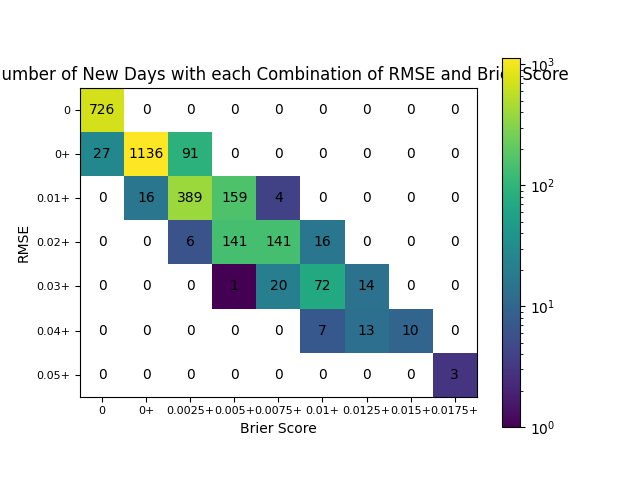 umber of New Days with each Combination of RMSE and Brier Score
0 726 0 0 0 0 0 0 0 0
0+ 27 1136 91 0 0 0 0 0 0
0.01+ 0 16 389 159 4 0 0 0 0
0.02+ 0 0 6 141 141 16 0 0 0
0.03+ 0 0 0 1 20 72 14 0 0
0.04+ 0 0 0 0 0 7 13 10 0
0.05+ 0 0 0 0 0 0 0 0 3
RMSE
0 0+ 0.0025+ 0.005+ 0.0075+ 0.01+ 0.0125+ 0.015+ 0.0175+
Brier Score
10^3
10^2
10^1
10^0